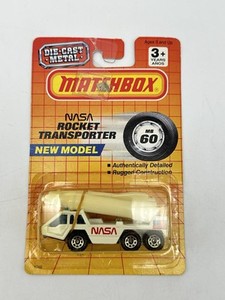 DIE-CAST
METAL
3+
YEARS
AÑOS
MATCHBOX
NASA
ROCKET
TRANSPORTER
NEW MODEL
MB
60
• Authentically Detailed
• Rugged Construction
NASA